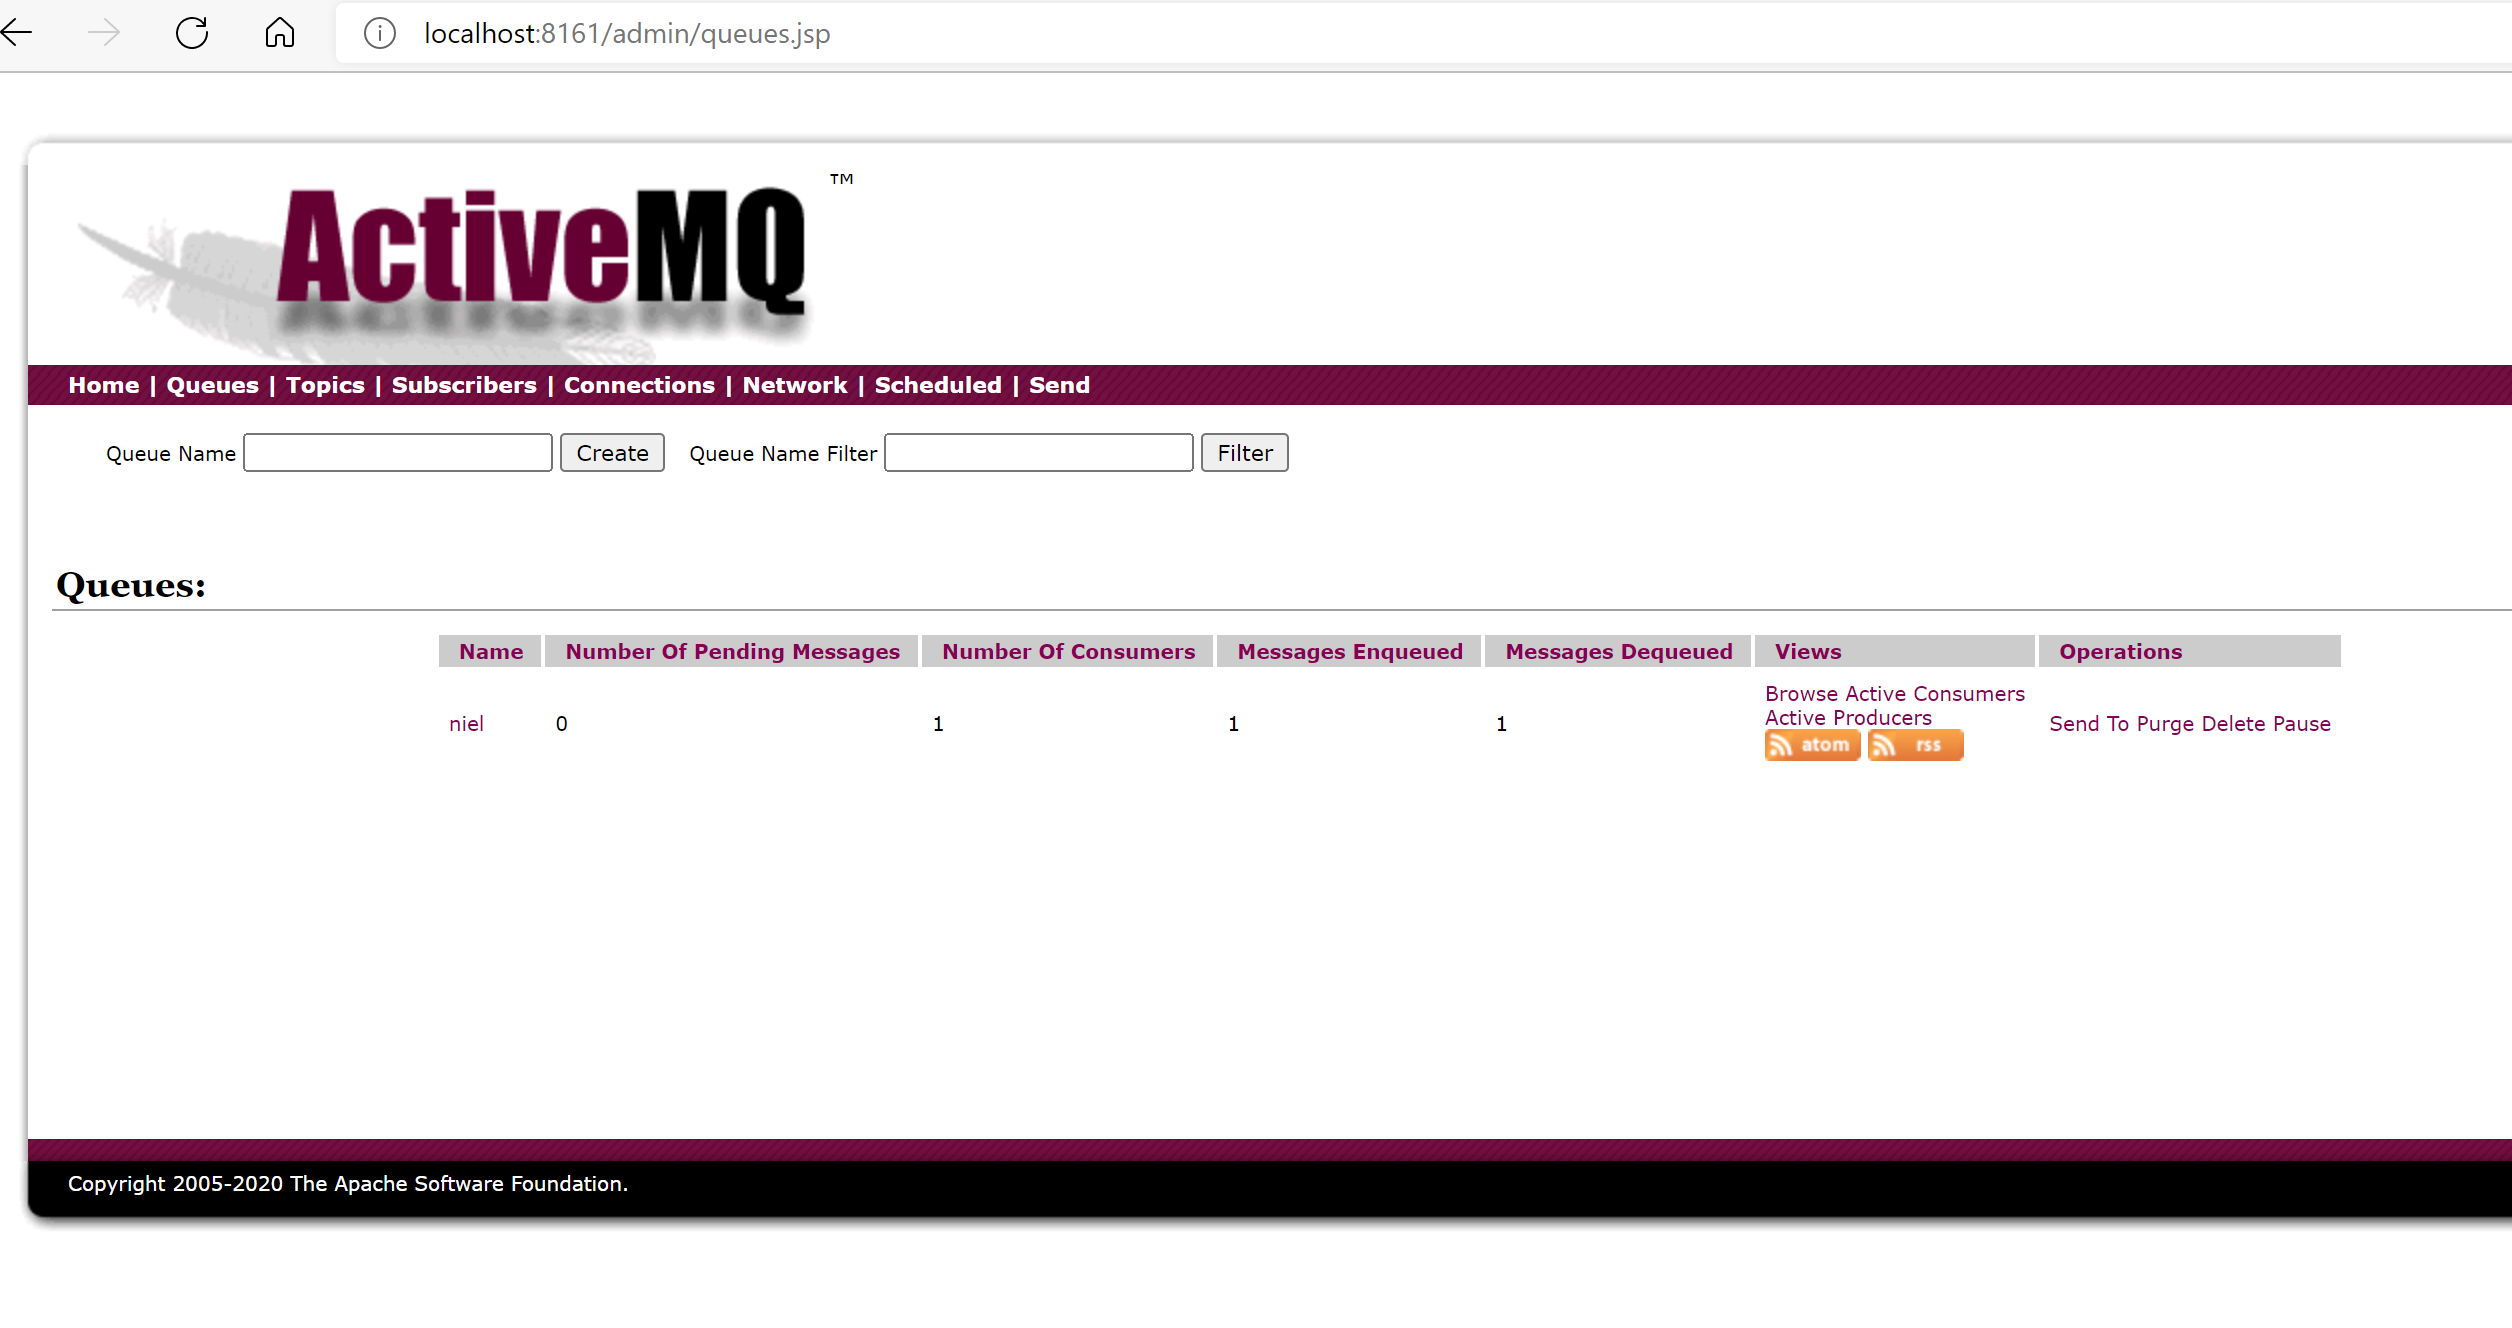 localhost:8161/admin/queues.jsp
ActiveMQ ™
Home | Queues | Topics | Subscribers | Connections | Network | Scheduled | Send
Queue Name Create Queue Name Filter Filter
Queues:
Name Number Of Pending Messages Number Of Consumers Messages Enqueued Messages Dequeued Views Operations
niel 0 1 1 1 Browse Active Consumers
Active Producers
atom rss
Send To Purge Delete Pause
Copyright 2005-2020 The Apache Software Foundation.